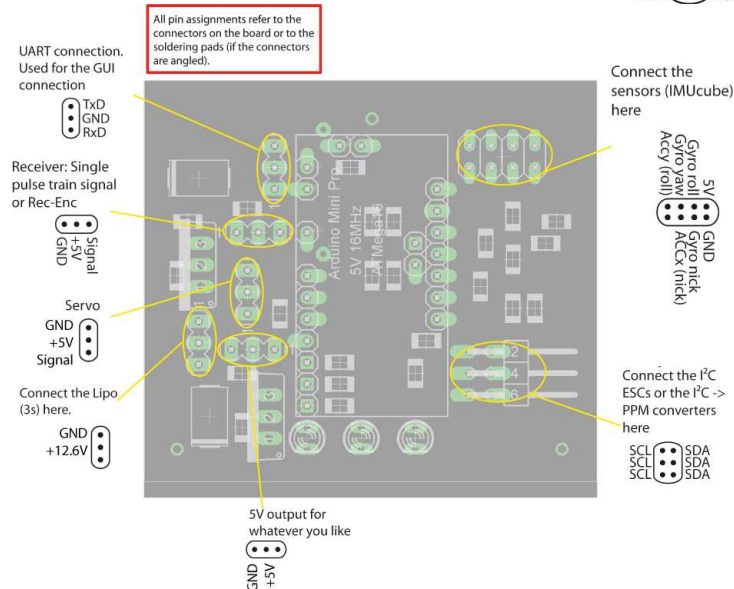 All pin assignments refer to the
connectors on the board or to the
soldering pads (if the connectors
are angled).
UART connection.
Used for the GUI
connection
TxD
GND
RxD
Receiver: Single
pulse train signal
or Rec-Enc
Signal
+5V
GND
Servo
GND
+5V
Signal
Connect the Lipo
(3s) here.
GND
+12.6V
5V output for
whatever you like
GND
+5V
Arduino Mini Pro
5V 16MHz
1
1
1
1
2
4
6
Connect the
sensors (IMUcube)
here
5V
Gyro roll
Gyro yaw
Accy (roll)
GND
Gyro nick
ACCx (nick)
Connect the I²C
ESCs or the I²C ->
PPM converters
here
SCL SDA
SCL SDA
SCL SDA